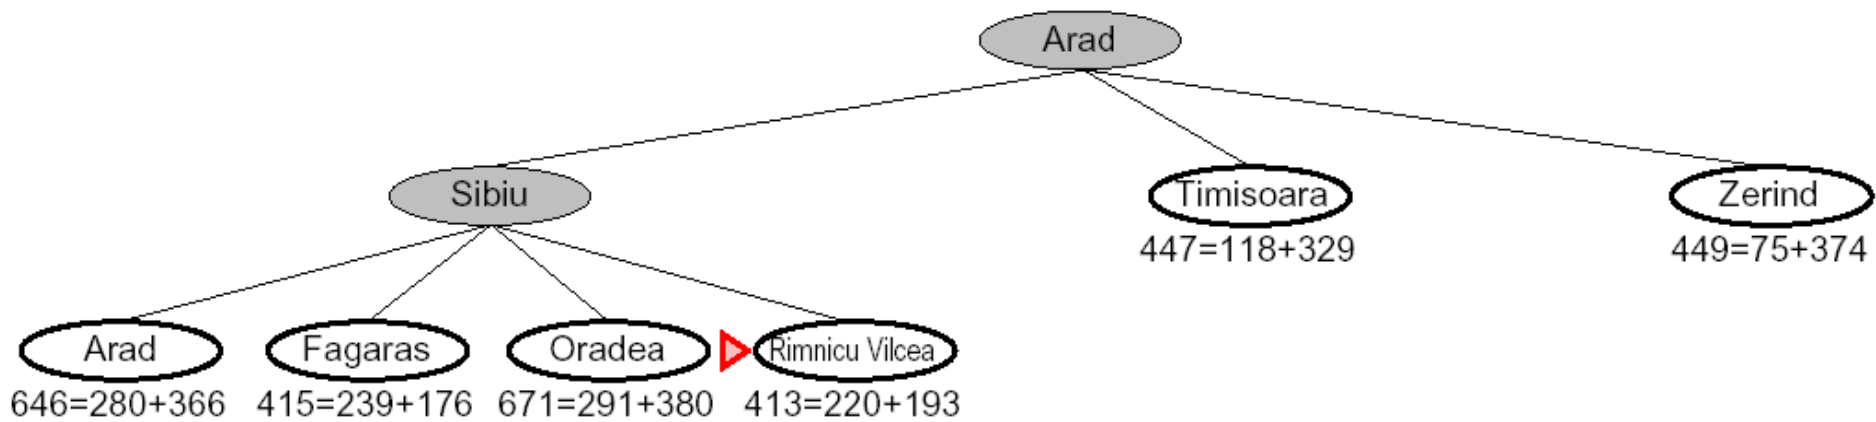 Arad
Sibiu
Timisoara
Zerind
447=118+329
449=75+374
Arad
Fagaras
Oradea
Rimnicu Vilcea
646=280+366
415=239+176
671=291+380
413=220+193